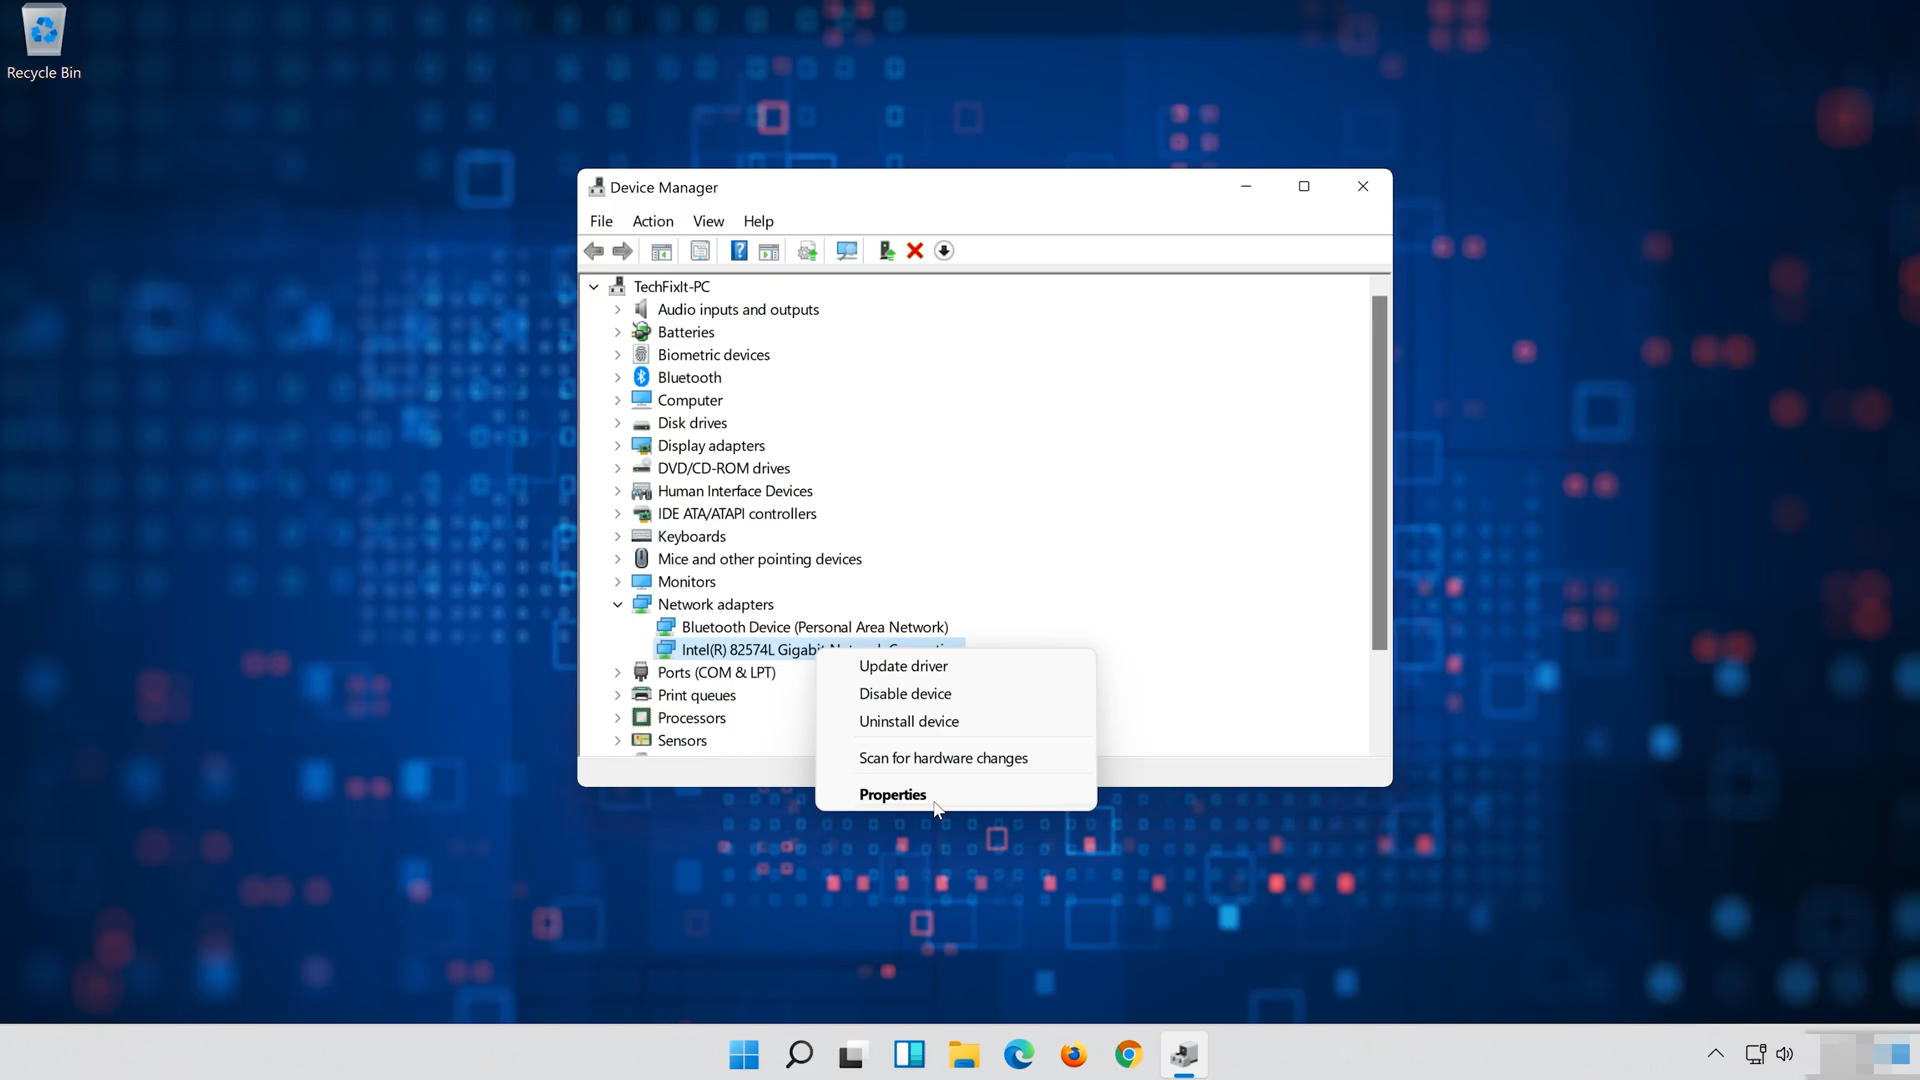 Recycle Bin
Device Manager
File Action View Help
TechFixIt-PC
Audio inputs and outputs
Batteries
Biometric devices
Bluetooth
Computer
Disk drives
Display adapters
DVD/CD-ROM drives
Human Interface Devices
IDE ATA/ATAPI controllers
Keyboards
Mice and other pointing devices
Monitors
Network adapters
Bluetooth Device (Personal Area Network)
Intel(R) 82574L Gigabit
Ports (COM & LPT)
Print queues
Processors
Sensors
Update driver
Disable device
Uninstall device
Scan for hardware changes
Properties